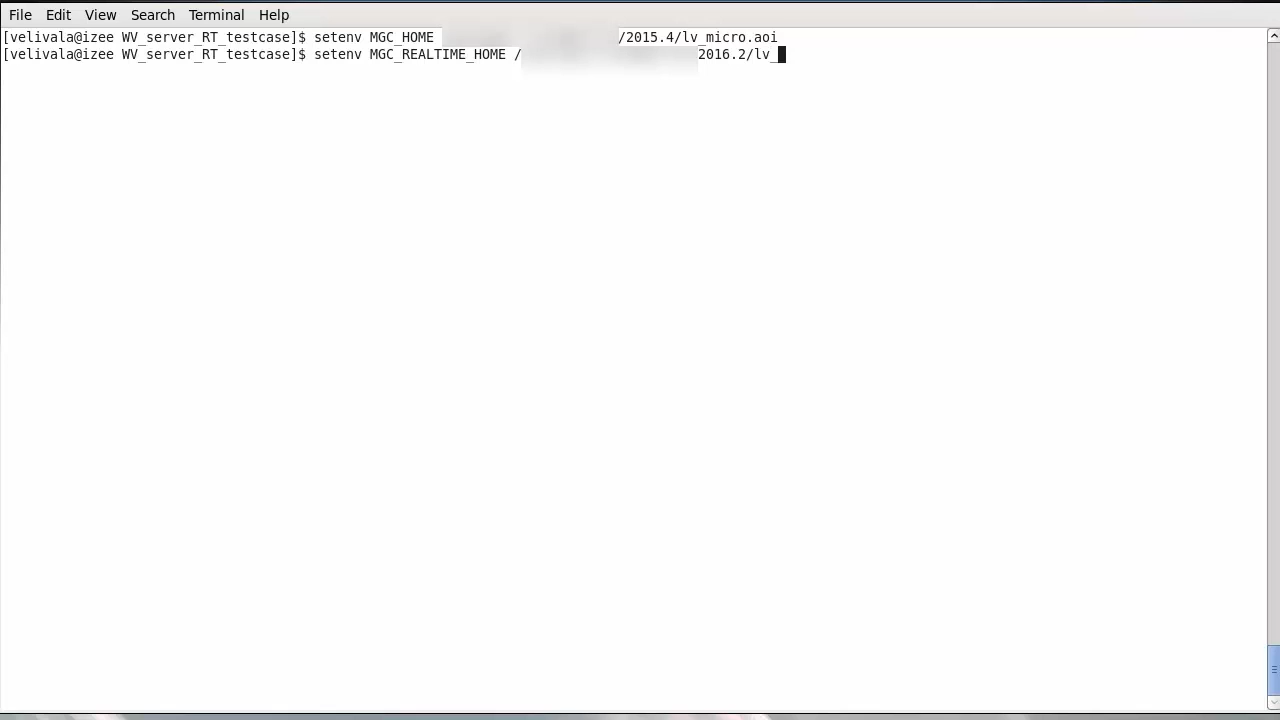 File Edit View Search Terminal Help
[velivala@izee WV_server_RT_testcase]$ setenv MGC_HOME /2015.4/lv_micro.aoi
[velivala@izee WV_server_RT_testcase]$ setenv MGC_REALTIME_HOME / 2016.2/lv_